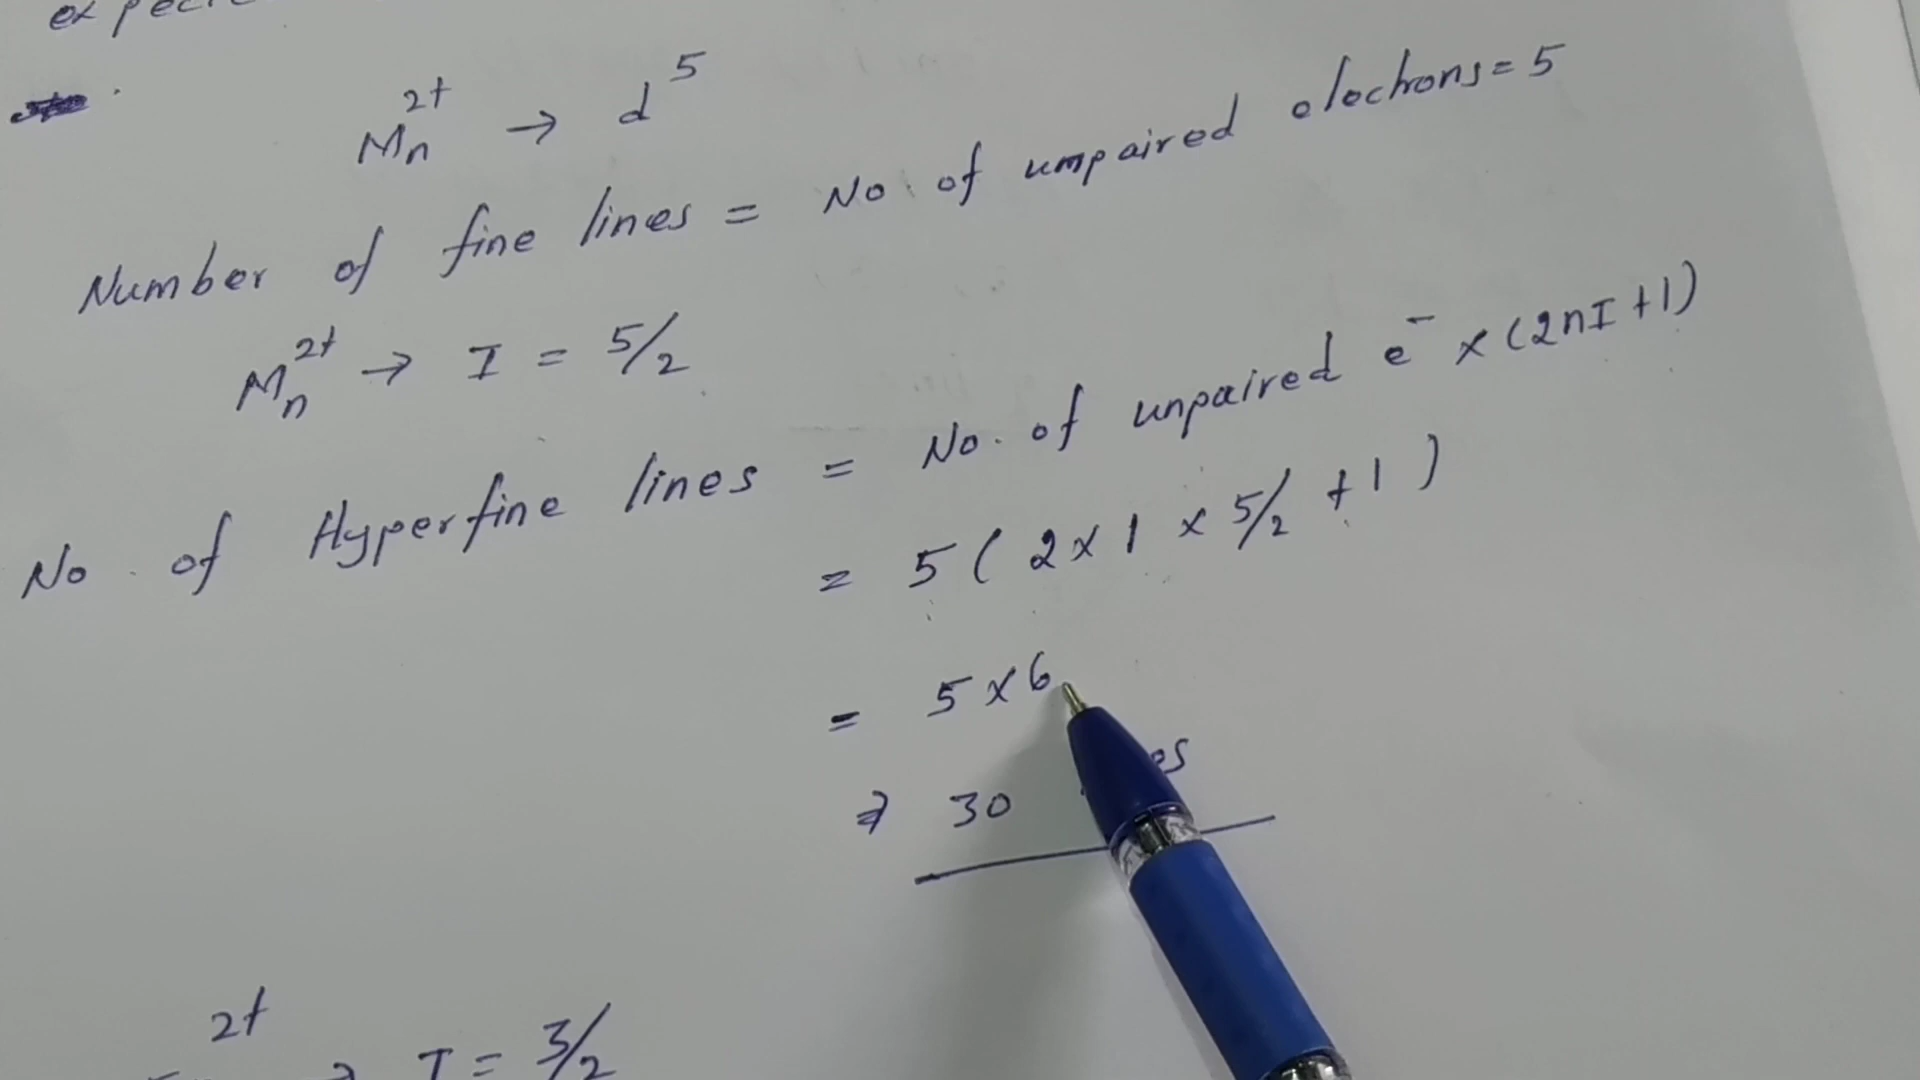 Mn²⁺ → d⁵
Number of fine lines = No. of unpaired electrons = 5
Mn²⁺ → I = 5/2
No. of Hyperfine lines = No. of unpaired e⁻ × (2nI + 1)
= 5 ( 2 × 1 × 5/2 + 1 )
= 5 × 6
⇒ 30
2+ → I = 3/2